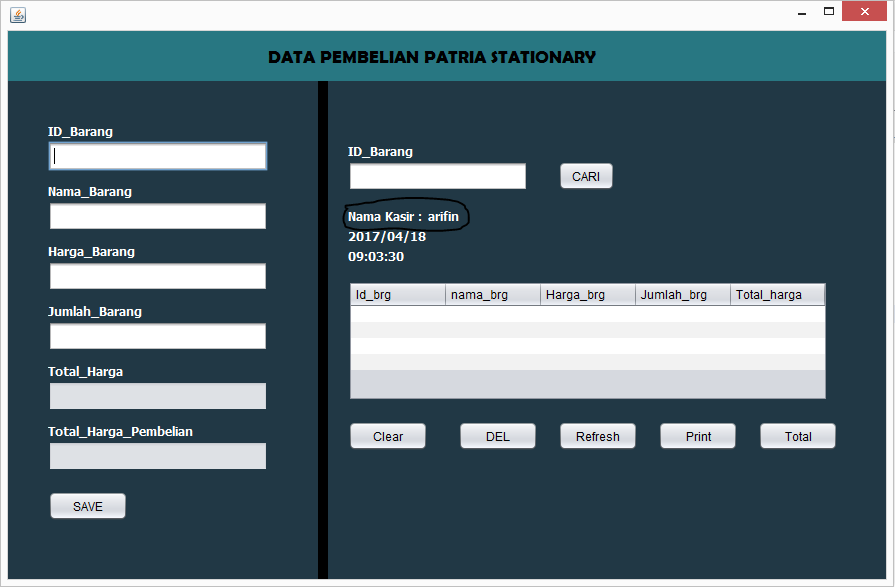 DATA PEMBELIAN PATRIA STATIONARY
ID_Barang
Nama_Barang
Harga_Barang
Jumlah_Barang
Total_Harga
Total_Harga_Pembelian
SAVE
ID_Barang
CARI
Nama Kasir : arifin
2017/04/18
09:03:30
Id_brg nama_brg Harga_brg Jumlah_brg Total_harga
Clear DEL Refresh Print Total